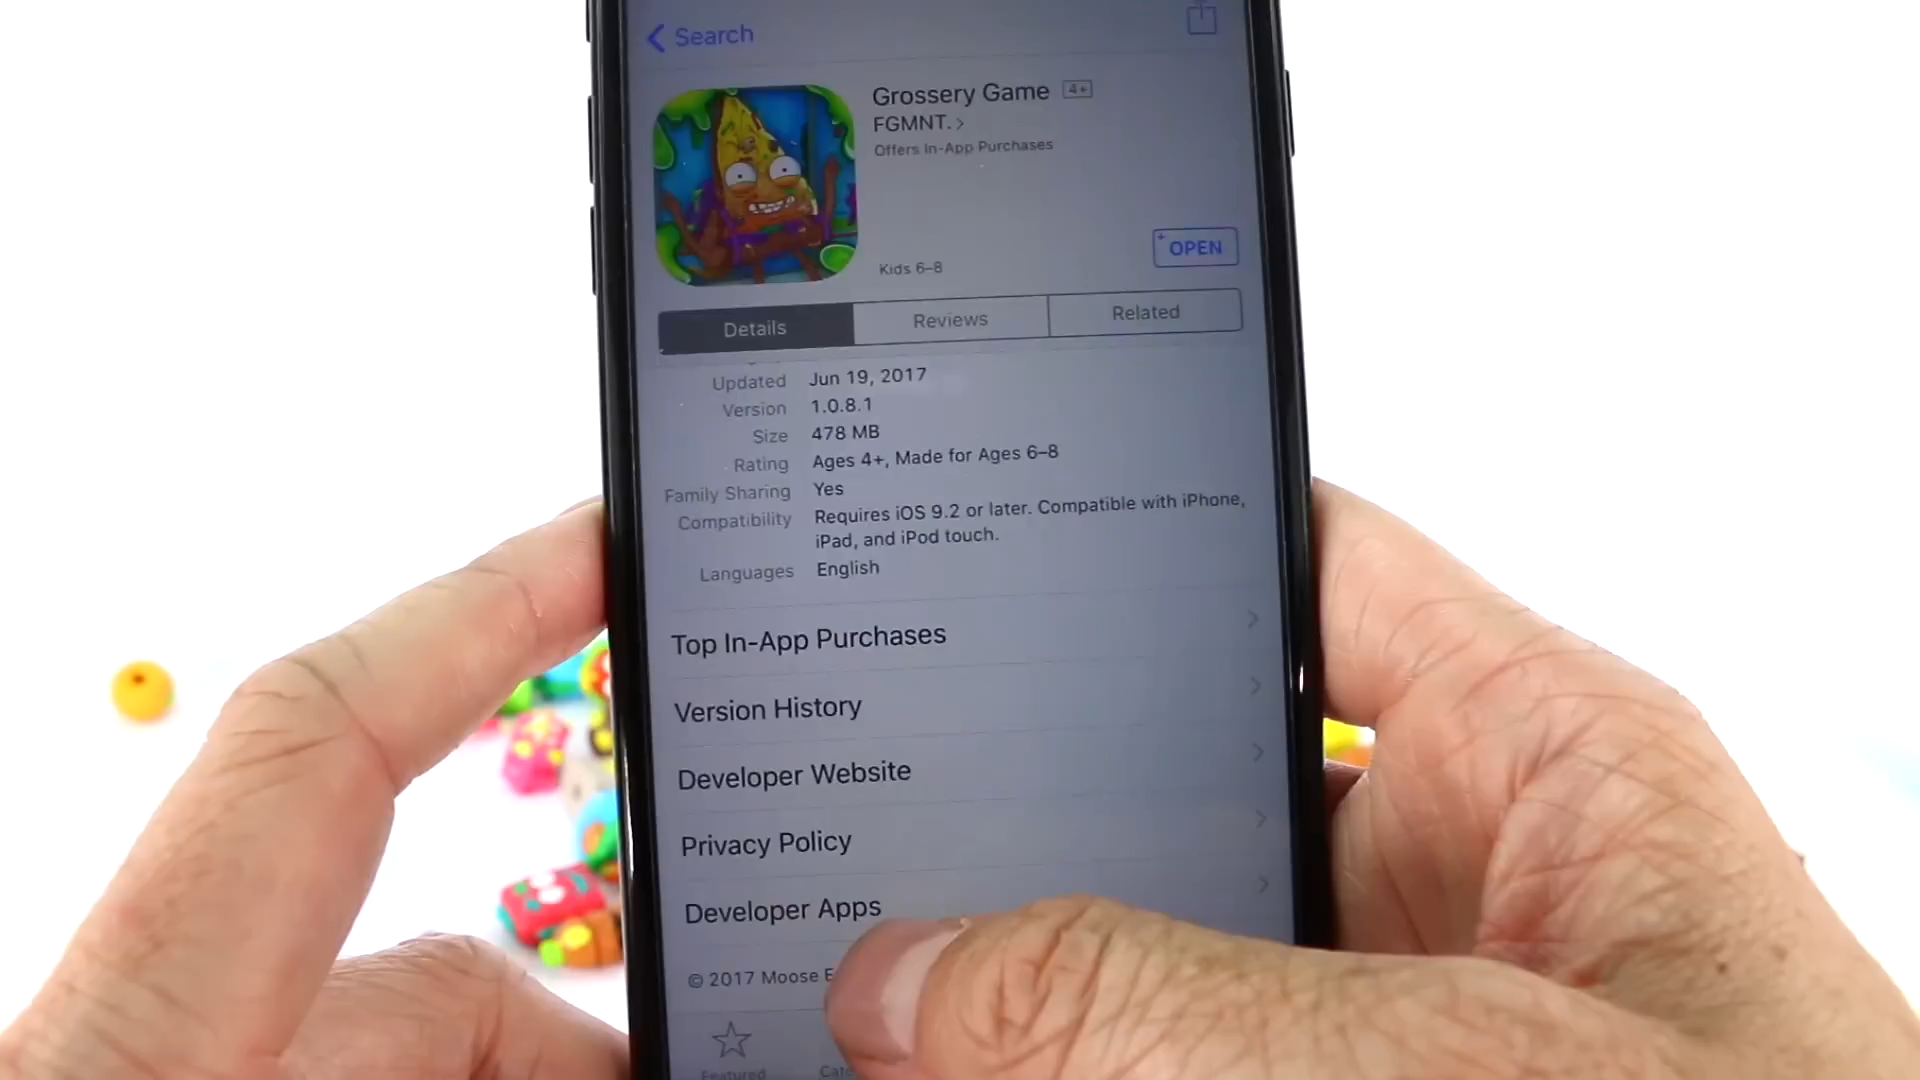 Search
Grossery Game 4+
FGMNT. >
Offers In-App Purchases
+ OPEN
Kids 6–8
Details Reviews Related
Updated Jun 19, 2017
Version 1.0.8.1
Size 478 MB
Rating Ages 4+, Made for Ages 6–8
Family Sharing Yes
Compatibility Requires iOS 9.2 or later. Compatible with iPhone,
iPad, and iPod touch.
Languages English
Top In-App Purchases
Version History
Developer Website
Privacy Policy
Developer Apps
© 2017 Moose
Featured